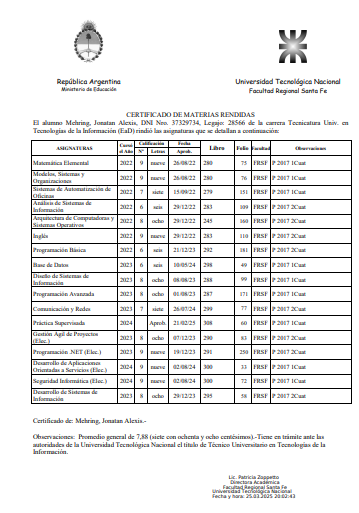 República Argentina
Ministerio de Educación
Universidad Tecnológica Nacional
Facultad Regional Santa Fe
CERTIFICADO DE MATERIAS RENDIDAS
El alumno Mehring, Jonatan Alexis, DNI Nro. 37329734, Legajo: 28566 de la carrera Tecnicatura Univ. en
Tecnologías de la Información (EaD) rindió las asignaturas que se detallan a continuación:
ASIGNATURAS Cursó el Año Calificación Nº Letras Fecha Aprob. Libro Folio Facultad Observaciones
Matemática Elemental 2022 9 nueve 26/08/22 280 75 FRSF P 2017 1Cuat
Modelos, Sistemas y Organizaciones 2022 9 nueve 26/08/22 280 76 FRSF P 2017 1Cuat
Sistemas de Automatización de Oficinas 2022 7 siete 15/09/22 279 151 FRSF P 2017 1Cuat
Análisis de Sistemas de Información 2022 6 seis 29/12/22 283 109 FRSF P 2017 2Cuat
Arquitectura de Computadoras y Sistemas Operativos 2022 8 ocho 29/12/22 245 160 FRSF P 2017 2Cuat
Inglés 2022 9 nueve 29/12/22 283 110 FRSF P 2017 2Cuat
Programación Básica 2022 6 seis 21/12/23 292 181 FRSF P 2017 2Cuat
Base de Datos 2023 6 seis 10/05/24 298 49 FRSF P 2017 1Cuat
Diseño de Sistemas de Información 2023 8 ocho 08/08/23 288 99 FRSF P 2017 1Cuat
Programación Avanzada 2023 8 ocho 01/08/23 287 171 FRSF P 2017 1Cuat
Comunicación y Redes 2023 7 siete 26/07/24 299 77 FRSF P 2017 2Cuat
Práctica Supervisada 2024 Aprob. 21/02/25 308 60 FRSF P 2017 2Cuat
Gestión Agil de Proyectos (Elec.) 2023 8 ocho 07/12/23 290 83 FRSF P 2017 2Cuat
Programación .NET (Elec.) 2023 9 nueve 19/12/23 291 250 FRSF P 2017 2Cuat
Desarrollo de Aplicaciones Orientadas a Servicios (Elec.) 2024 9 nueve 02/08/24 300 33 FRSF P 2017 1Cuat
Seguridad Informática (Elec.) 2024 9 nueve 02/08/24 300 72 FRSF P 2017 1Cuat
Desarrollo de Sistemas de Información 2023 8 ocho 29/12/23 295 58 FRSF P 2017 2Cuat
Certificado de: Mehring, Jonatan Alexis.-
Observaciones: Promedio general de 7,88 (siete con ochenta y ocho centésimos).-Tiene en trámite ante las
autoridades de la Universidad Tecnológica Nacional el título de Técnico Universitario en Tecnologías de la
Información.
Lic. Patricia Zoppetto
Directora Académica
Facultad Regional Santa Fe
Universidad Tecnológica Nacional
Fecha y hora: 25.03.2025 20:02:43